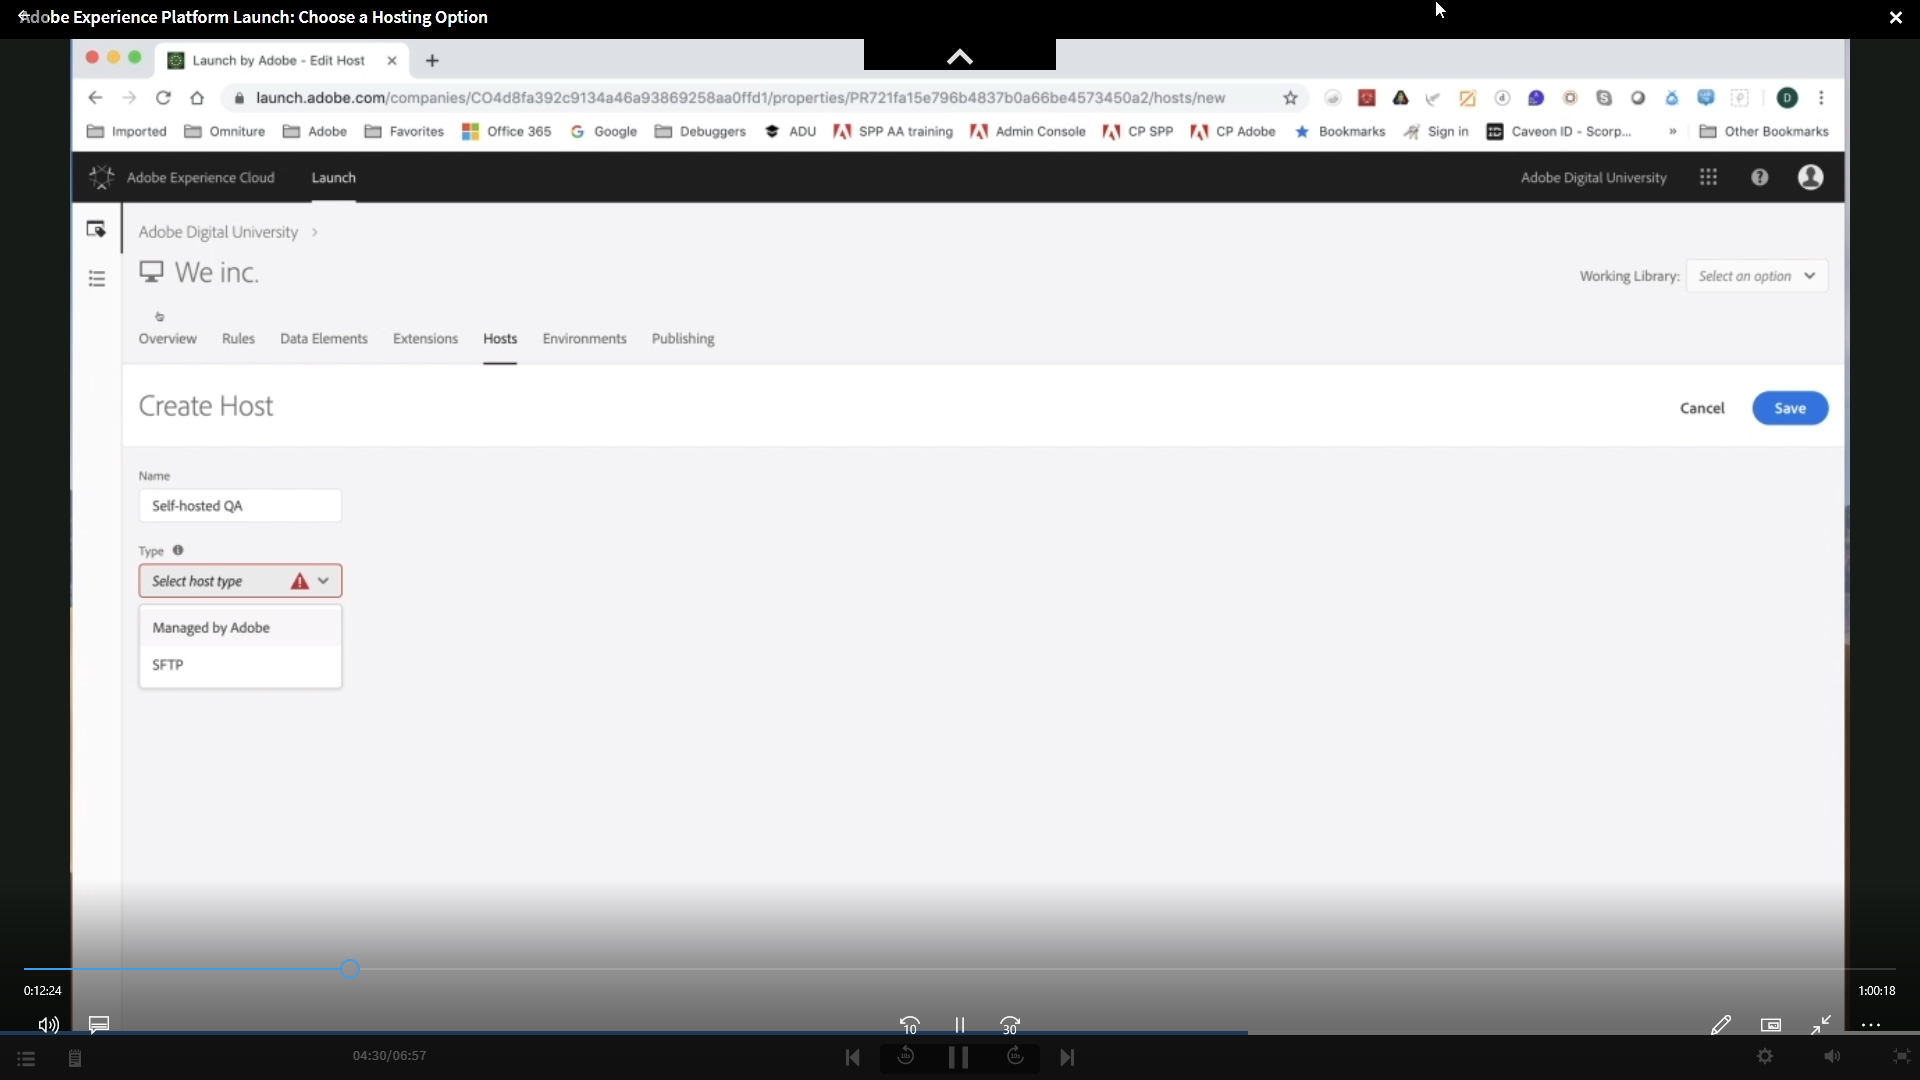 Adobe Experience Platform Launch: Choose a Hosting Option
Launch by Adobe - Edit Host
launch.adobe.com/companies/CO4d8fa392c9134a46a93869258aa0ffd1/properties/PR721fa15e796b4837b0a66be4573450a2/hosts/new
D
Imported Omniture Adobe Favorites Office 365 Google Debuggers ADU SPP AA training Admin Console CP SPP CP Adobe Bookmarks Sign in Caveon ID - Scorp... » Other Bookmarks
Adobe Experience Cloud Launch Adobe Digital University
Adobe Digital University >
We inc.
Working Library: Select an option
Overview Rules Data Elements Extensions Hosts Environments Publishing
Create Host
Cancel Save
Name
Self-hosted QA
Type
Select host type
Managed by Adobe
SFTP
0:12:24 1:00:18
10 30
04:30/06:57